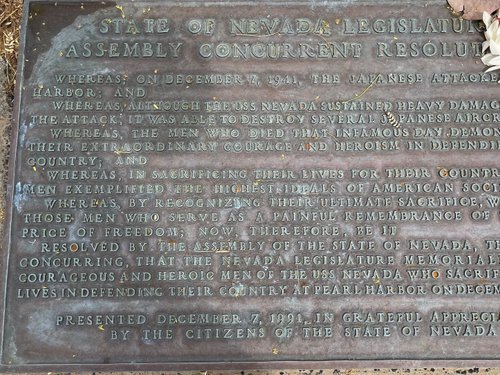 STATE OF NEVADA LEGISLATUR
ASSEMBLY CONCURRENT RESOLUT
WHEREAS, ON DECEMBER 7, 1941, THE JAPANESE ATTACKE
HARBOR; AND
WHEREAS, ALTHOUGH THE USS NEVADA SUSTAINED HEAVY DAMAG
THE ATTACK, IT WAS ABLE TO DESTROY SEVERAL JAPANESE AIRCR
WHEREAS, THE MEN WHO DIED THAT INFAMOUS DAY, DEMON
THEIR EXTRAORDINARY COURAGE AND HEROISM IN DEFENDIN
COUNTRY; AND
WHEREAS, IN SACRIFICING THEIR LIVES FOR THEIR COUNTR
MEN EXEMPLIFIED THE HIGHEST IDEALS OF AMERICAN SOCI
WHEREAS, BY RECOGNIZING THEIR ULTIMATE SACRIFICE, W
THOSE MEN WHO SERVE AS A PAINFUL REMEMBRANCE OF
PRICE OF FREEDOM; NOW, THEREFORE, BE IT
RESOLVED BY THE ASSEMBLY OF THE STATE OF NEVADA, T
CONCURRING, THAT THE NEVADA LEGISLATURE MEMORIALI
COURAGEOUS AND HEROIC MEN OF THE USS NEVADA WHO SACRIF
LIVES IN DEFENDING THEIR COUNTRY AT PEARL HARBOR ON DECEM
PRESENTED DECEMBER 7, 1991, IN GRATEFUL APPRECIA
BY THE CITIZENS OF THE STATE OF NEVADA